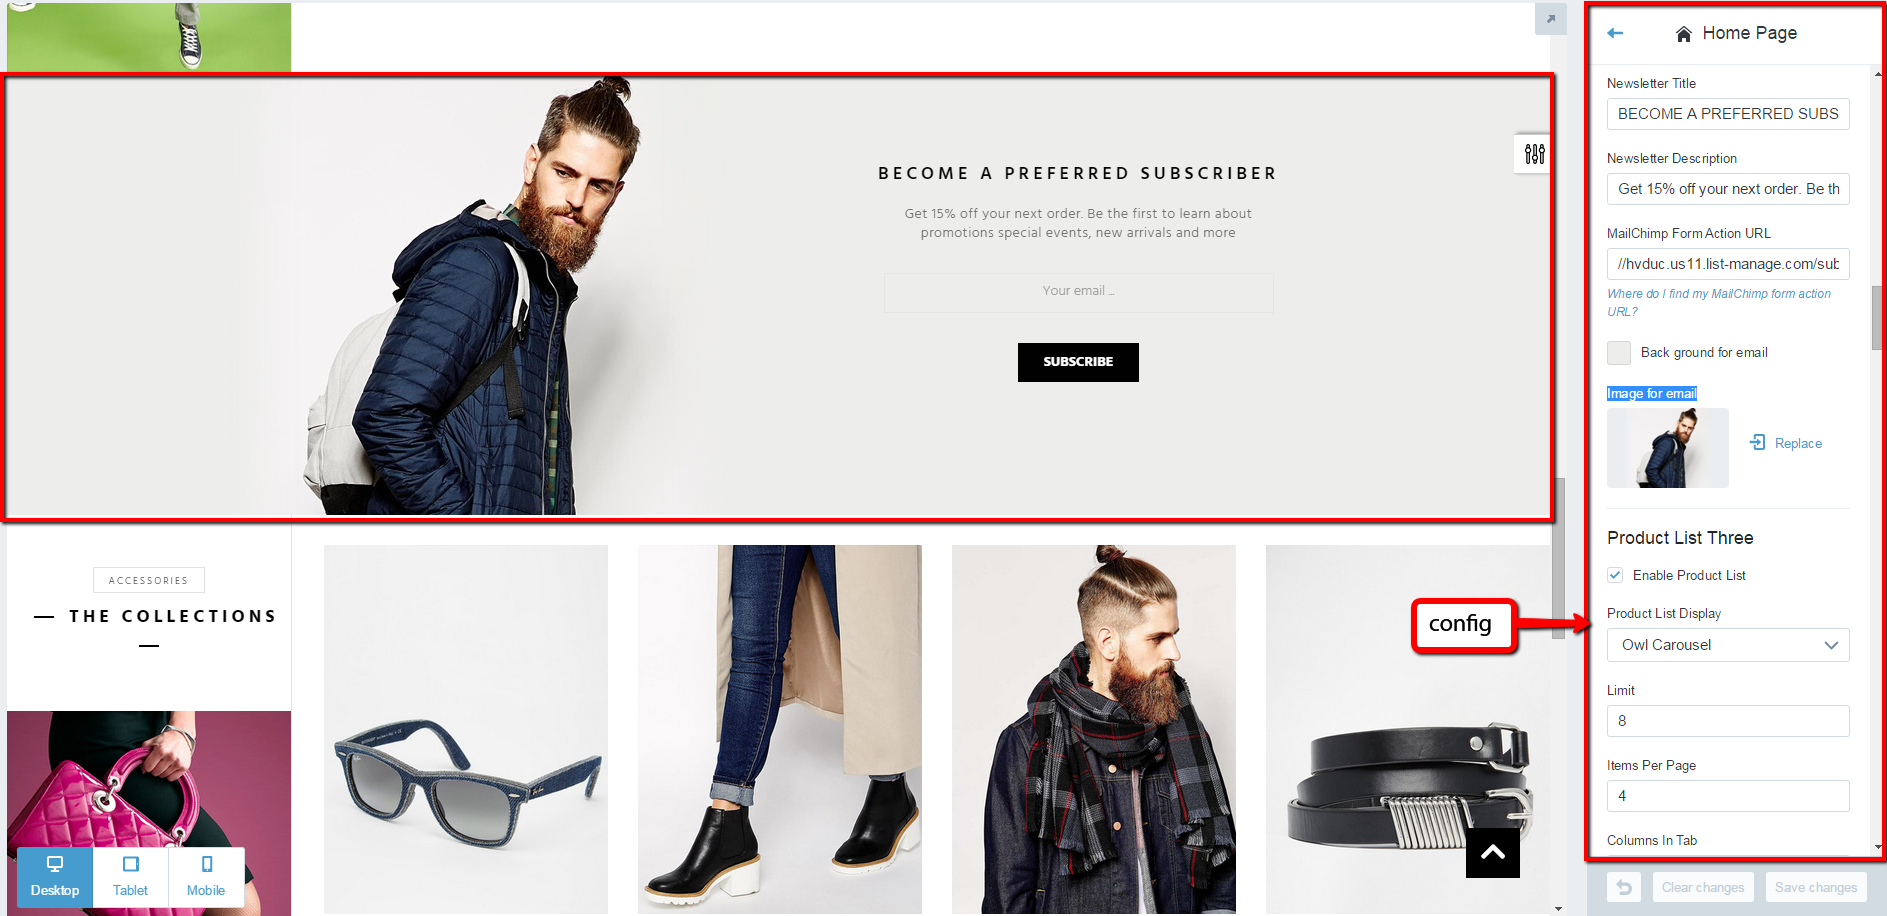 BECOME A PREFERRED SUBSCRIBER
Get 15% off your next order. Be the first to learn about
promotions special events, new arrivals and more
Your email ...
SUBSCRIBE
ACCESSORIES
THE COLLECTIONS
Ray-Ban
config
Desktop
Tablet
Mobile
Home Page
Newsletter Title
BECOME A PREFERRED SUBS
Newsletter Description
Get 15% off your next order. Be th
MailChimp Form Action URL
//hvduc.us11.list-manage.com/sub
Where do I find my MailChimp form action
URL?
Back ground for email
Image for email
Replace
Product List Three
Enable Product List
Product List Display
Owl Carousel
Limit
8
Items Per Page
4
Columns In Tab
Clear changes
Save changes